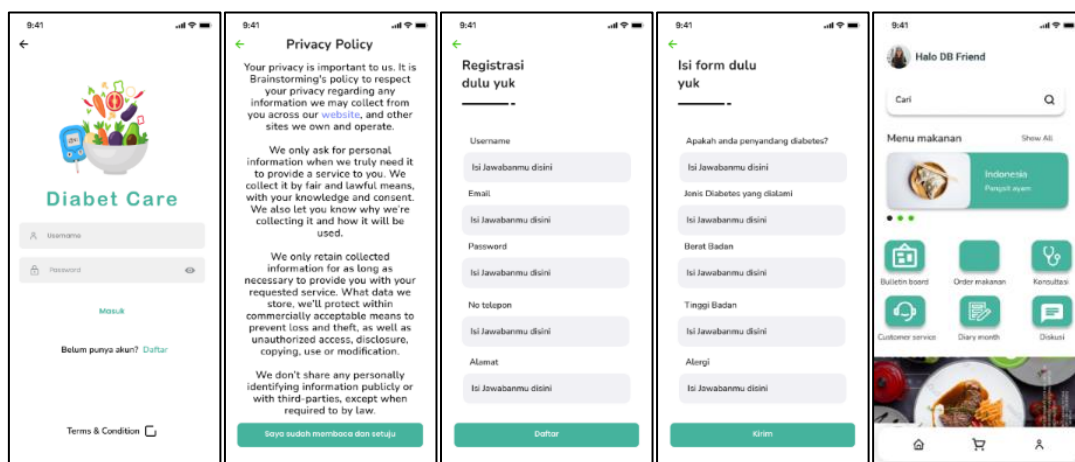 9:41
Diabet Care
Username
Password
Masuk
Belum punya akun? Daftar
Terms & Condition
9:41
Privacy Policy
Your privacy is important to us. It is
Brainstorming's policy to respect
your privacy regarding any
information we may collect from
you across our website, and other
sites we own and operate.
We only ask for personal
information when we truly need it
to provide a service to you. We
collect it by fair and lawful means,
with your knowledge and consent.
We also let you know why we're
collecting it and how it will be
used.
We only retain collected
information for as long as
necessary to provide you with your
requested service. What data we
store, we'll protect within
commercially acceptable means to
prevent loss and theft, as well as
unauthorized access, disclosure,
copying, use or modification.
We don't share any personally
identifying information publicly or
with third-parties, except when
required to by law.
Saya sudah membaca dan setuju
9:41
Registrasi
dulu yuk
Username
Isi Jawabanmu disini
Email
Isi Jawabanmu disini
Password
Isi Jawabanmu disini
No telepon
Isi Jawabanmu disini
Alamat
Isi Jawabanmu disini
Daftar
9:41
Isi form dulu
yuk
Apakah anda penyandang diabetes?
Isi Jawabanmu disini
Jenis Diabetes yang dialami
Isi Jawabanmu disini
Berat Badan
Isi Jawabanmu disini
Tinggi Badan
Isi Jawabanmu disini
Alergi
Isi Jawabanmu disini
Kirim
9:41
Halo DB Friend
Cari
Menu makanan Show All
Indonesia
Pangsit ayam
Bulletin board Order makanan Konsultasi
Customer service Diary month Diskusi